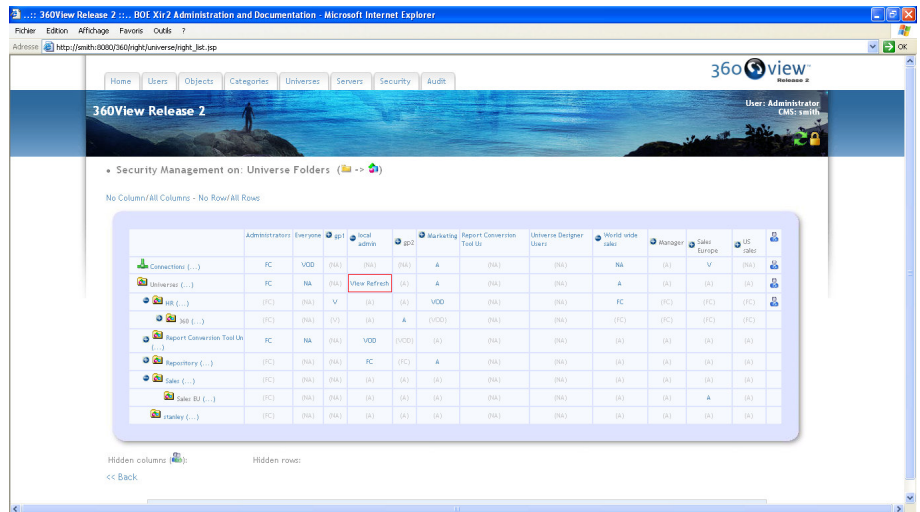 ..:: 360View Release 2 ::.. BOE Xir2 Administration and Documentation - Microsoft Internet Explorer
Fichier Edition Affichage Favoris Outils ?
Adresse http://smith:8080/360/right/universe/right_list.jsp OK
360view Release 2
Home Users Objects Categories Universes Servers Security Audit
360View Release 2
User: Administrator
CMS: smith
• Security Management on: Universe Folders ( -> )
No Column/All Columns - No Row/All Rows
Administrators Everyone gp1 local admin gp2 Marketing Report Conversion Tool Us Universe Designer Users World wide sales Manager Sales Europe US sales
Connections (...) FC VOD (NA) (NA) (NA) A (NA) (NA) NA (A) V (NA)
Universes (...) FC NA (NA) View Refresh (A) A (NA) (NA) A (A) (A) (A)
HR (...) (FC) (NA) V (A) (A) VOD (NA) (NA) FC (FC) (FC) (FC)
360 (...) (FC) (NA) (V) (A) A (VOD) (NA) (NA) (FC) (FC) (FC) (FC)
Report Conversion Tool Un (...) FC NA (NA) VOD (VOD) (A) (NA) (NA) (A) (A) (A) (A)
Repository (...) (FC) (NA) (NA) FC (FC) A (NA) (NA) (A) (A) (A) (A)
Sales (...) (FC) (NA) (NA) (A) (A) (A) (NA) (NA) (A) (A) (A) (A)
Sales BJ (...) (FC) (NA) (NA) (A) (A) (A) (NA) (NA) (A) (A) A (A)
stanley (...) (FC) (NA) (NA) (A) (A) (A) (NA) (NA) (A) (A) (A) (A)
Hidden columns ( ): Hidden rows:
<< Back